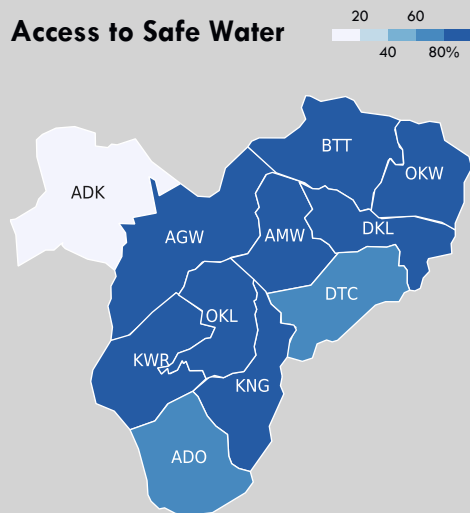 Access to Safe Water
20 60
40 80%
BTT
OKW
ADK
DKL
AGW
AMW
DTC
OKL
KWR
KNG
ADO